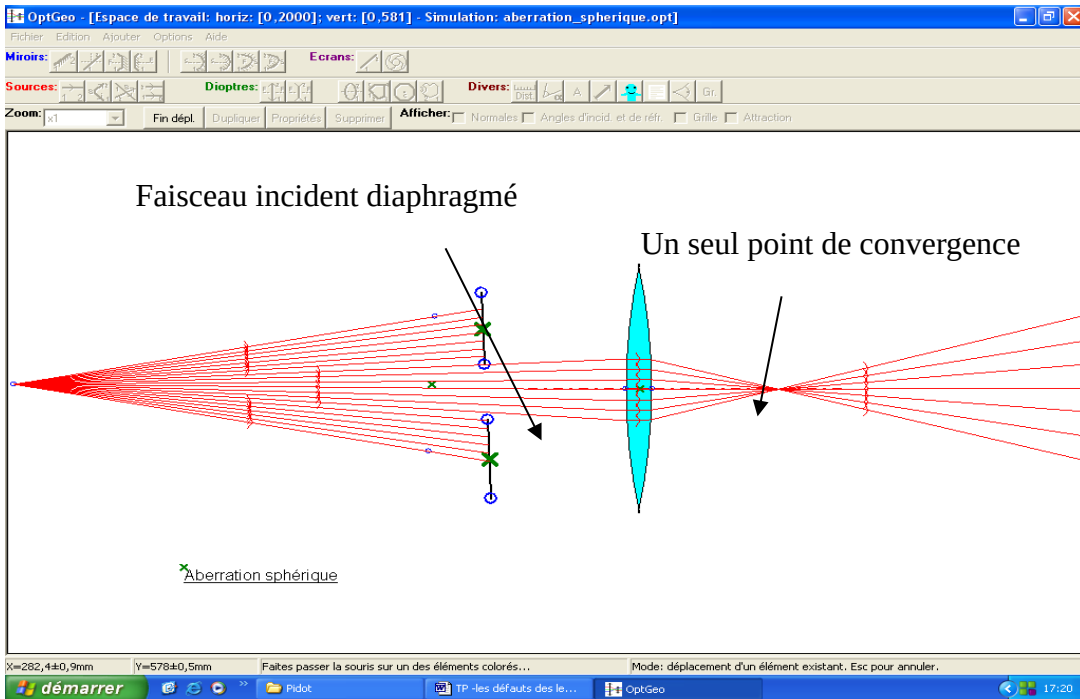 OptGeo - [Espace de travail: horiz: [0,2000]; vert: [0,581] - Simulation: aberration_spherique.opt]
Fichier Edition Ajouter Options Aide
Miroirs: Ecrans:
Sources: Dioptres: Divers: Dist A Gr.
Zoom: x1 Fin dépl. Dupliquer Propriétés Supprimer Afficher: Normales Angles d'incid. et de réfr. Grille Attraction
Faisceau incident diaphragmé
Un seul point de convergence
Aberration sphérique
X=282,4±0,9mm Y=578±0,5mm Faites passer la souris sur un des éléments colorés... Mode: déplacement d'un élément existant. Esc pour annuler.
démarrer » Pidot TP -les défauts des le... OptGeo 17:20